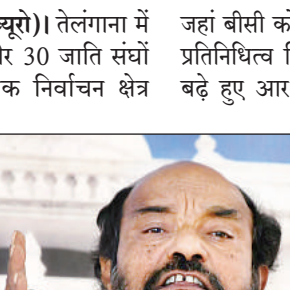 यूरो)। तेलंगाना में
र 30 जाति संघों
क निर्वाचन क्षेत्र
जहां बीसी को
प्रतिनिधित्व
बढ़े हुए आर